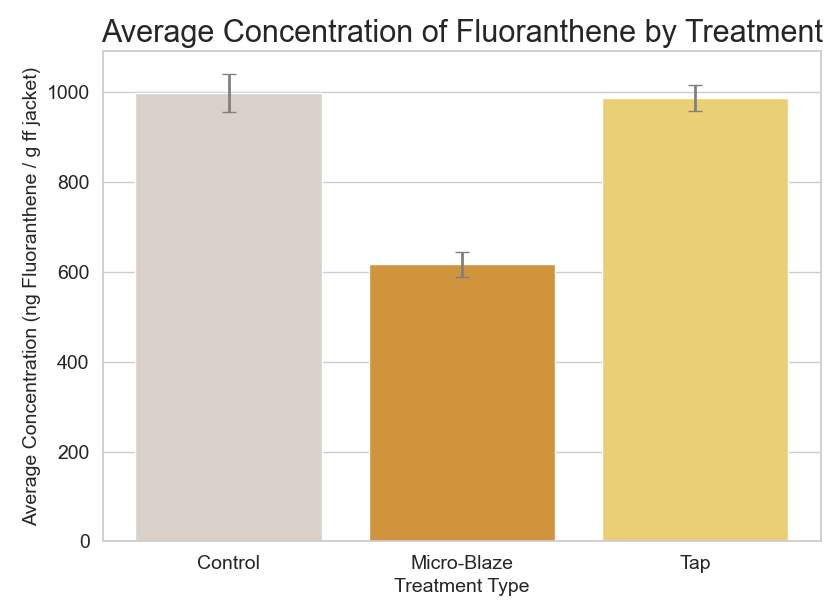 Average Concentration of Fluoranthene by Treatment
Average Concentration (ng Fluoranthene / g ff jacket)
1000
800
600
400
200
0
Control
Micro-Blaze
Tap
Treatment Type